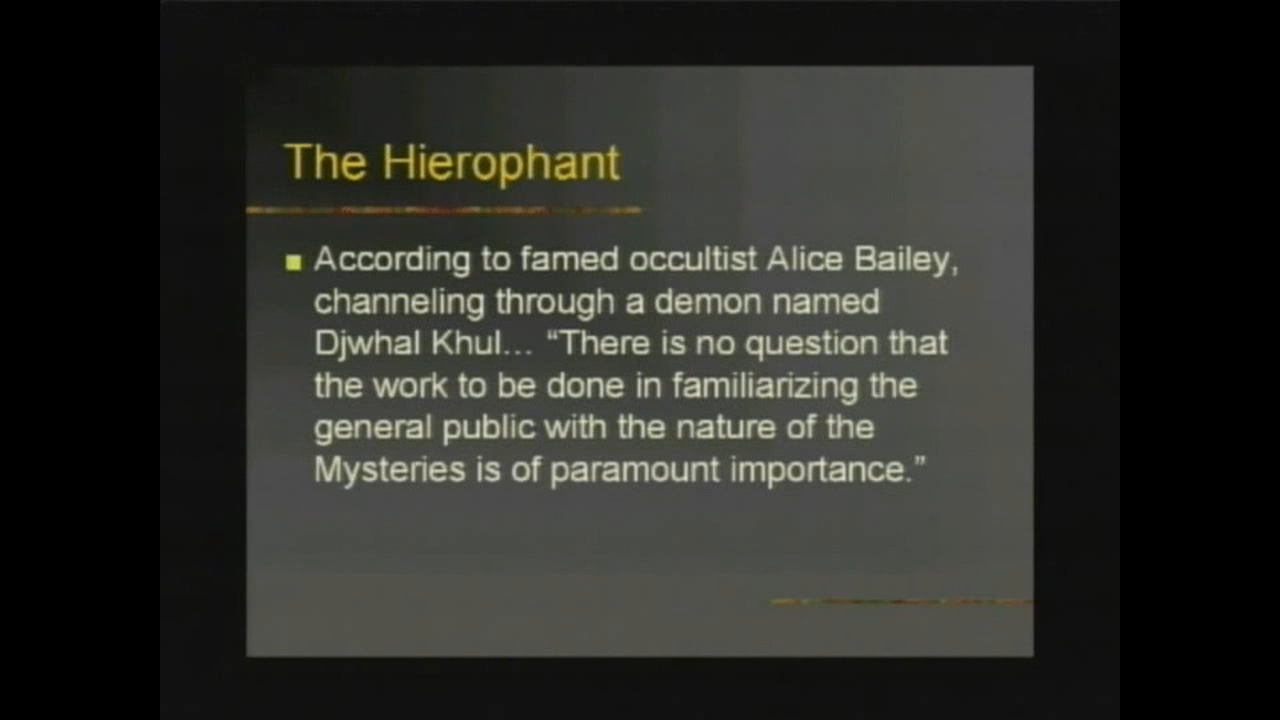 The Hierophant
According to famed occultist Alice Bailey,
channeling through a demon named
Djwhal Khul... “There is no question that
the work to be done in familiarizing the
general public with the nature of the
Mysteries is of paramount importance.”